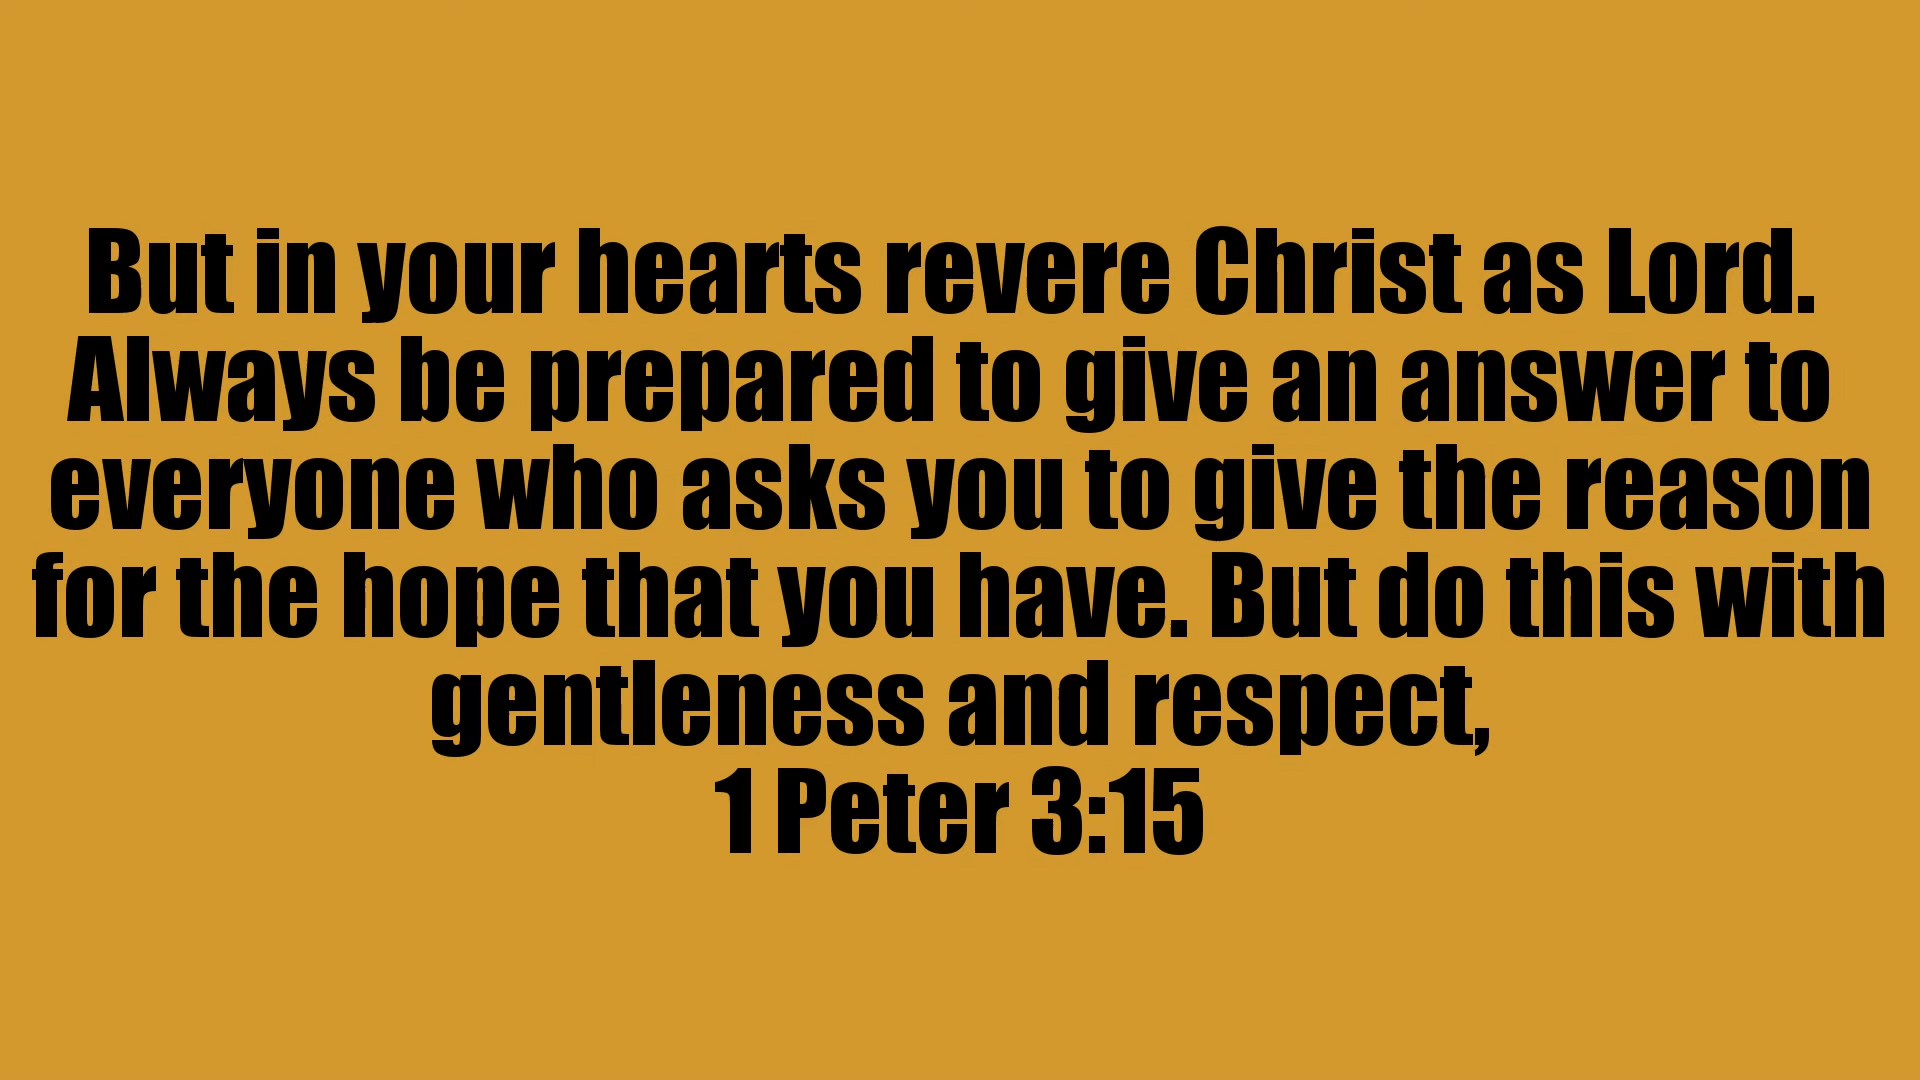 But in your hearts revere Christ as Lord.
Always be prepared to give an answer to
everyone who asks you to give the reason
for the hope that you have. But do this with
gentleness and respect,
1 Peter 3:15